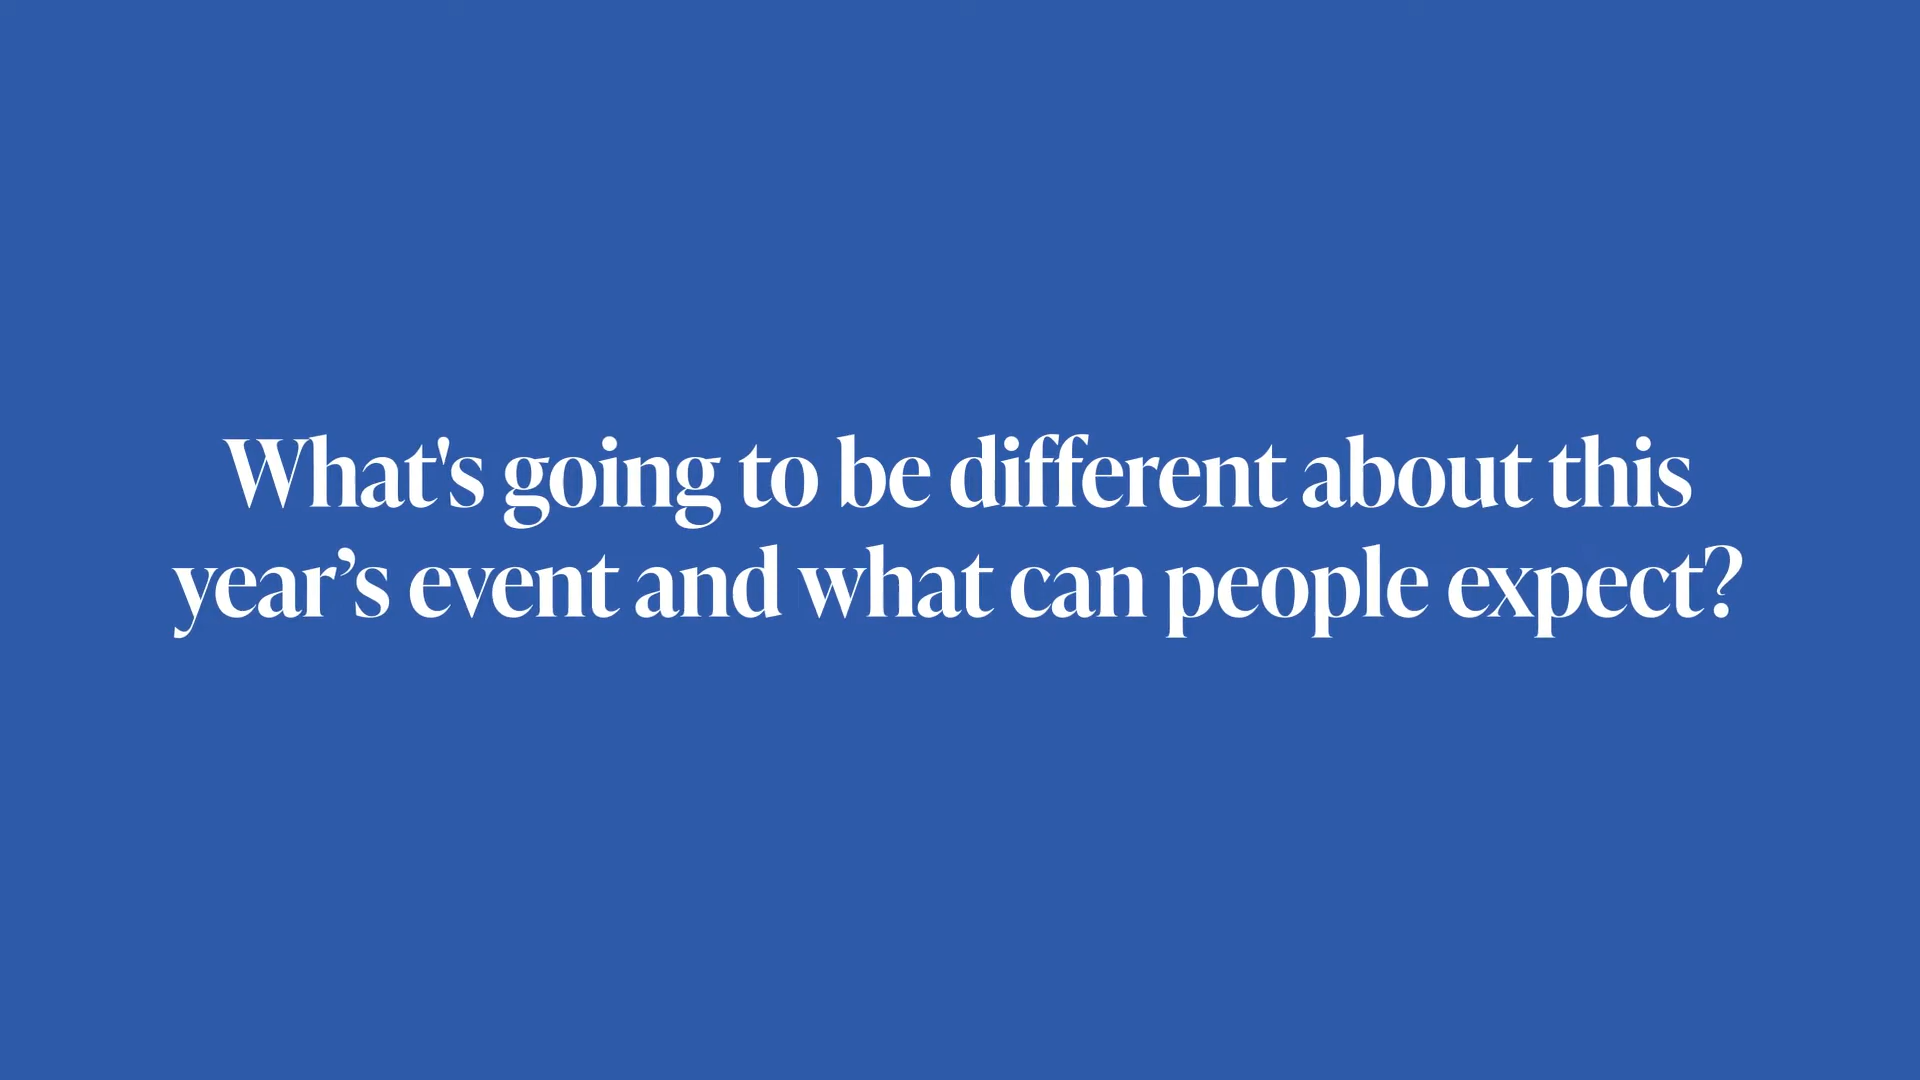 What's going to be different about this
year’s event and what can people expect?